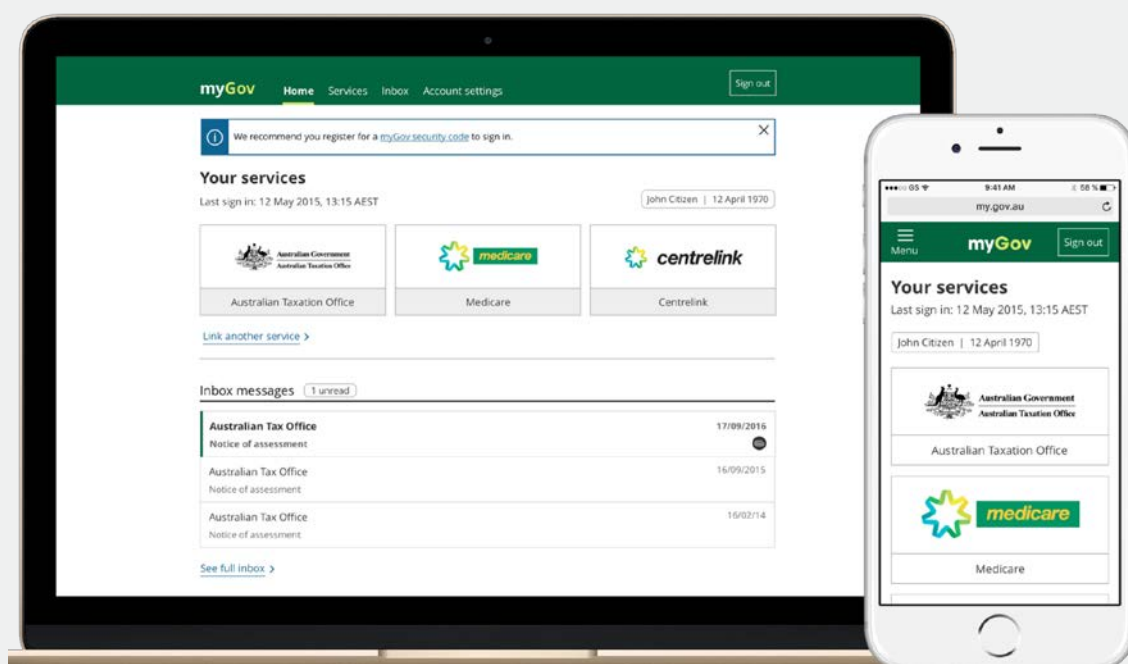 myGov Home Services Inbox Account settings Sign out
We recommend you register for a myGov security code to sign in.
Your services
Last sign in: 12 May 2015, 13:15 AEST
John Citizen | 12 April 1970
Australian Government
Australian Taxation Office
medicare
centrelink
Australian Taxation Office
Medicare
Centrelink
Link another service >
Inbox messages 1 unread
Australian Tax Office 17/09/2016
Notice of assessment
Australian Tax Office 16/09/2015
Notice of assessment
Australian Tax Office 16/02/14
Notice of assessment
See full inbox >
GS 9:41 AM 58 %
my.gov.au
Menu
myGov
Sign out
Your services
Last sign in: 12 May 2015, 13:15 AEST
John Citizen | 12 April 1970
Australian Government
Australian Taxation Office
Australian Taxation Office
medicare
Medicare